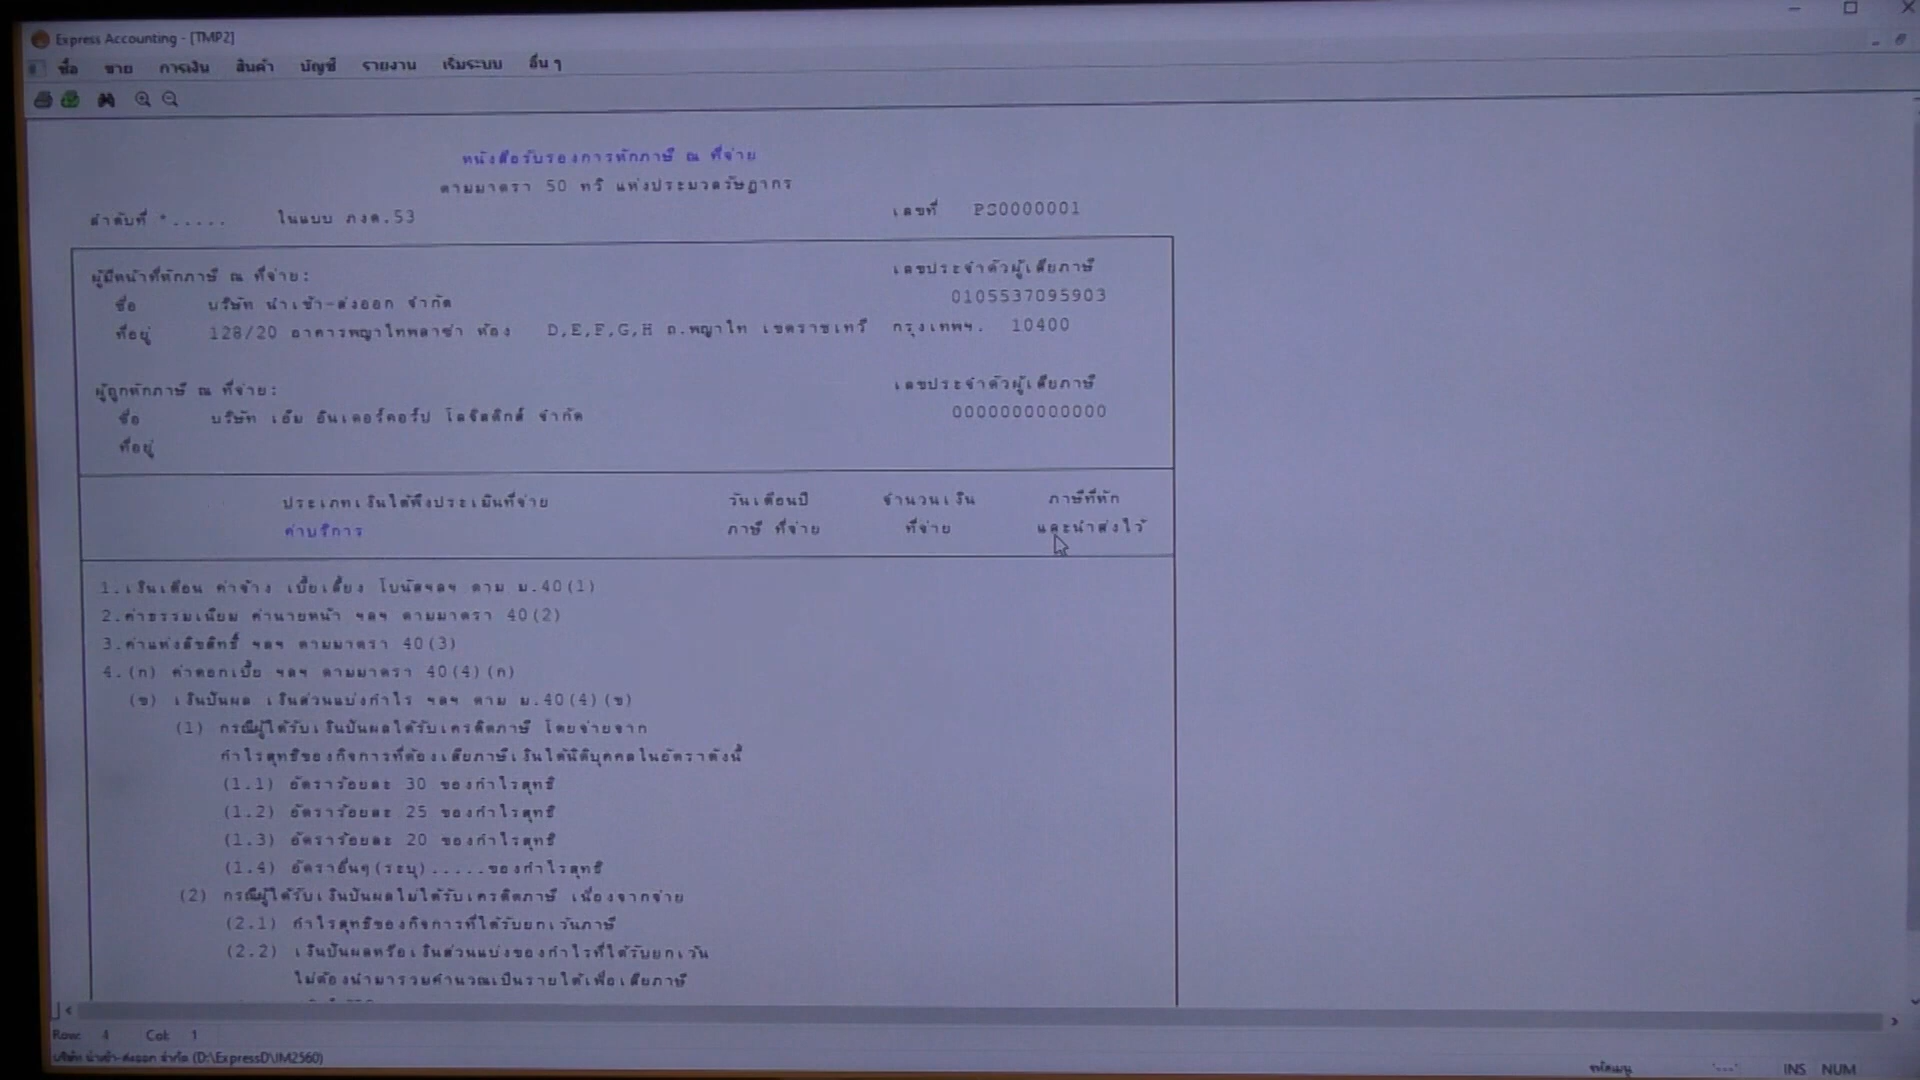 Express Accounting - [TMP2]
ซื้อ ขาย การเงิน สินค้า บัญชี รายงาน เริ่มระบบ อื่น ๆ
หนังสือรับรองการหักภาษี ณ ที่จ่าย
ตามมาตรา 50 ทวิ แห่งประมวลรัษฎากร
ลำดับที่ *..... ในแบบ ภงด.53 เลขที่ PS0000001
ผู้มีหน้าที่หักภาษี ณ ที่จ่าย: เลขประจำตัวผู้เสียภาษี
ชื่อ บริษัท นำเข้า-ส่งออก จำกัด 0105537095903
ที่อยู่ 128/20 อาคารพญาไทพลาซ่า ห้อง D,E,F,G,H ถ.พญาไท เขตราชเทวี กรุงเทพฯ. 10400
ผู้ถูกหักภาษี ณ ที่จ่าย: เลขประจำตัวผู้เสียภาษี
ชื่อ บริษัท เอ็ม อินเตอร์คอร์ป โลจิสติกส์ จำกัด 0000000000000
ที่อยู่
ประเภทเงินได้พึงประเมินที่จ่าย วันเดือนปี จำนวนเงิน ภาษีที่หัก
ค่าบริการ ภาษี ที่จ่าย ที่จ่าย และนำส่งไว้
1.เงินเดือน ค่าจ้าง เบี้ยเลี้ยง โบนัสฯลฯ ตาม ม.40(1)
2.ค่าธรรมเนียม ค่านายหน้า ฯลฯ ตามมาตรา 40(2)
3.ค่าแห่งลิขสิทธิ์ ฯลฯ ตามมาตรา 40(3)
4.(ก) ค่าดอกเบี้ย ฯลฯ ตามมาตรา 40(4)(ก)
(ข) เงินปันผล เงินส่วนแบ่งกำไร ฯลฯ ตาม ม.40(4)(ข)
(1) กรณีผู้ได้รับเงินปันผลได้รับเครดิตภาษี โดยจ่ายจาก
กำไรสุทธิของกิจการที่ต้องเสียภาษีเงินได้นิติบุคคลในอัตราดังนี้
(1.1) อัตราร้อยละ 30 ของกำไรสุทธิ
(1.2) อัตราร้อยละ 25 ของกำไรสุทธิ
(1.3) อัตราร้อยละ 20 ของกำไรสุทธิ
(1.4) อัตราอื่นๆ(ระบุ).....ของกำไรสุทธิ
(2) กรณีผู้ได้รับเงินปันผลไม่ได้รับเครดิตภาษี เนื่องจากจ่าย
(2.1) กำไรสุทธิของกิจการที่ได้รับยกเว้นภาษี
(2.2) เงินปันผลหรือเงินส่วนแบ่งของกำไรที่ได้รับยกเว้น
ไม่ต้องนำมารวมคำนวณเป็นรายได้เพื่อเสียภาษี
Row: 4 Col: 1
บริษัท นำเข้า-ส่งออก จำกัด (D:\ExpressD\IM2560)
รหัสเมนู INS NUM